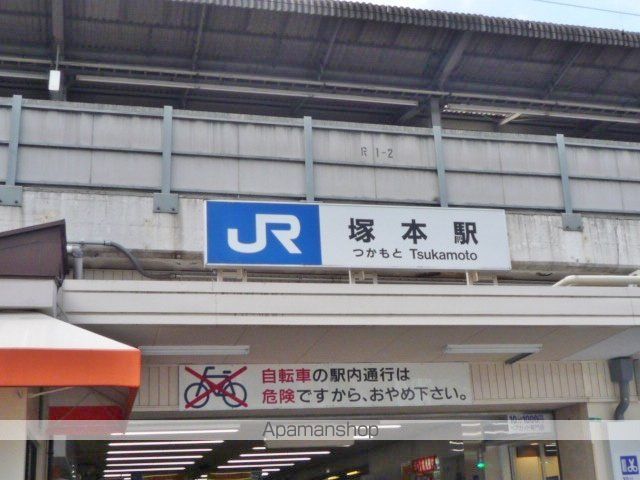 R 1-2
JR 塚本駅
つかもと Tsukamoto
自転車の駅内通行は
危険ですから、おやめ下さい。
Apamanshop